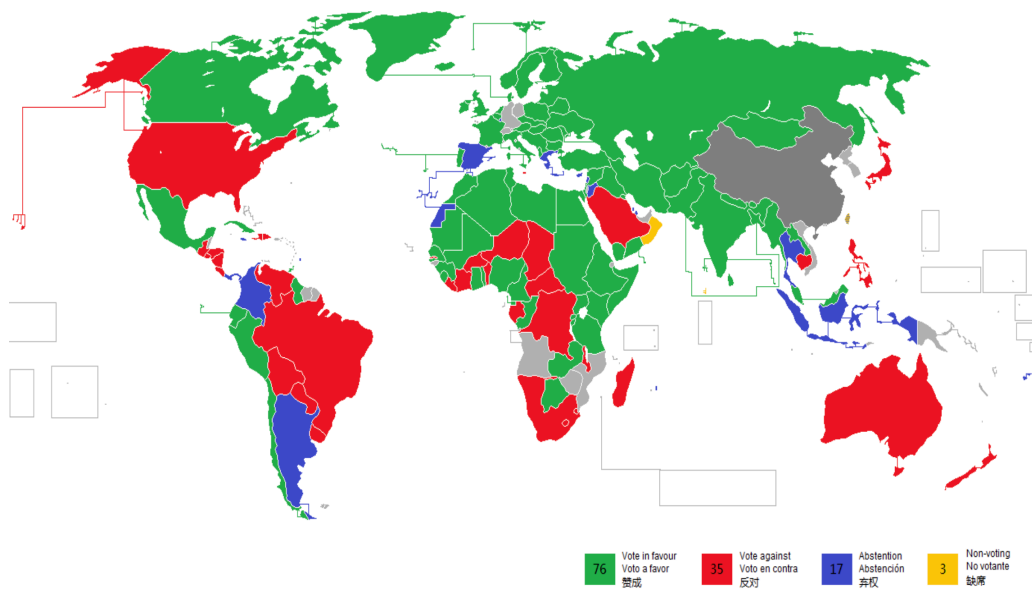 76
Vote in favour
Voto a favor
赞成
35
Vote against
Voto en contra
反对
17
Abstention
Abstención
弃权
3
Non-voting
No votante
缺席